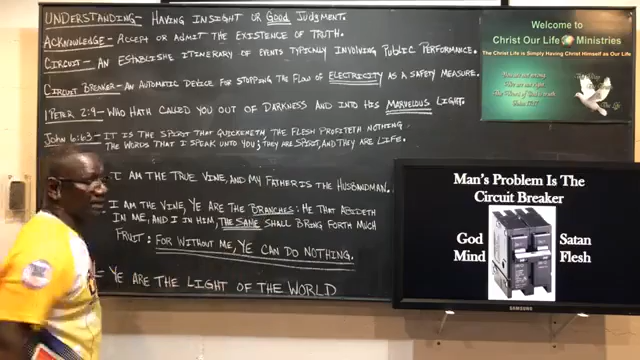 Understanding- Having Insight or Good Judgment.
Acknowledge- Accept or Admit the Existence of Truth.
Circuit- An Establishe Itinerary of Events Typically Involving Public Performance.
Circuit Breaker- An Automatic Device for Stopping the Flow of Electricity as a Safety Measure.
1 Peter 2:9- Who Hath Called You Out of Darkness and Into His Marvelous Light.
John 6:63- It is the Spirit that Quickeneth the Flesh Profiteth Nothing
The Words that I Speak Unto You; They are Spirit, and They are Life.
I am the True Vine, and My Father is the Husbandman.
I am the Vine, Ye are the Branches: He that Abideth
in Me, and I in Him, The Same Shall Bring Forth Much
Fruit: For Without Me, Ye Can Do Nothing.
- Ye are the Light of the World
Welcome to
Christ Our Life Ministries
The Christ Life is Simply Having Christ Himself as Our Life
The Way
The Life
Man's Problem Is The
Circuit Breaker
God Satan
Mind Flesh
SAMSUNG